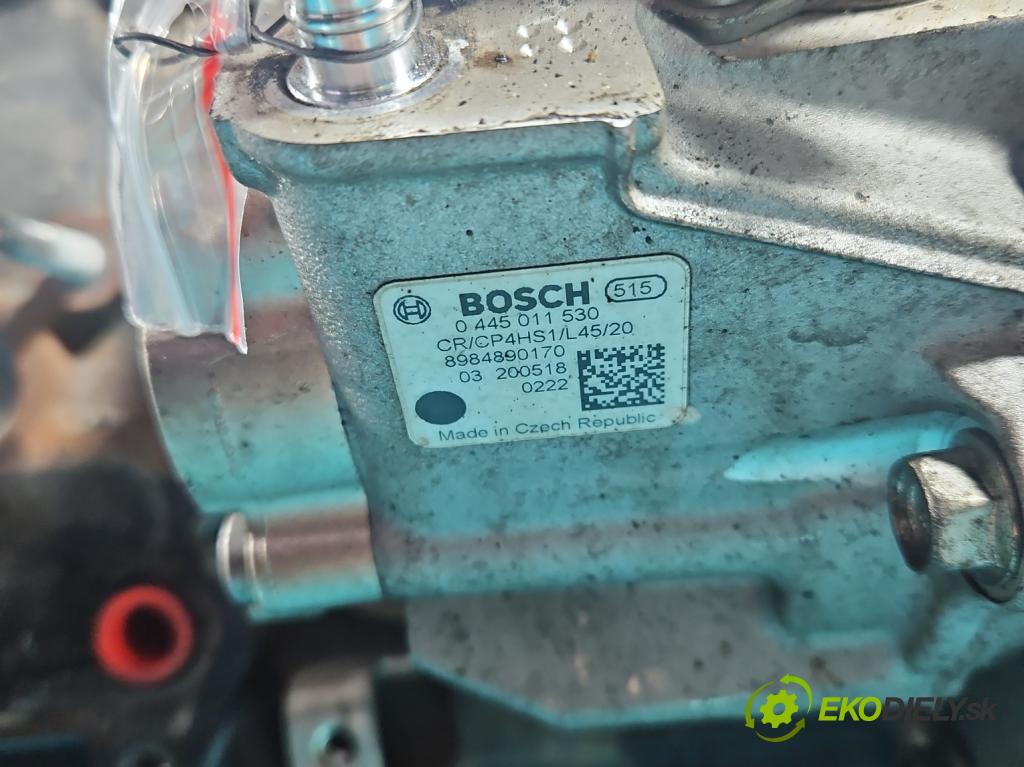 BOSCH 515
0 445 011 530
CR/CP4HS1/L45/20
8984890170
03 200518
0222
Made in Czech Republic
EKODIELY.sk